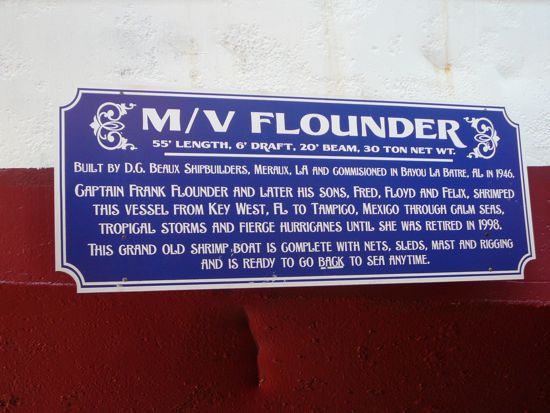 M/V FLOUNDER
55' LENGTH, 6' DRAFT, 20' BEAM, 30 TON NET WT.
BUILT BY D.G. BEAUX SHIPBUILDERS, MERAUX, LA AND COMMISIONED IN BAYOU LA BATRE, AL IN 1946.
CAPTAIN FRANK FLOUNDER AND LATER HIS SONS, FRED, FLOYD AND FELIX, SHRIMPED
THIS VESSEL FROM KEY WEST, FL TO TAMPICO, MEXICO THROUGH CALM SEAS,
TROPICAL STORMS AND FIERCE HURRICANES UNTIL SHE WAS RETIRED IN 1998.
THIS GRAND OLD SHRIMP BOAT IS COMPLETE WITH NETS, SLEDS, MAST AND RIGGING
AND IS READY TO GO BACK TO SEA ANYTIME.